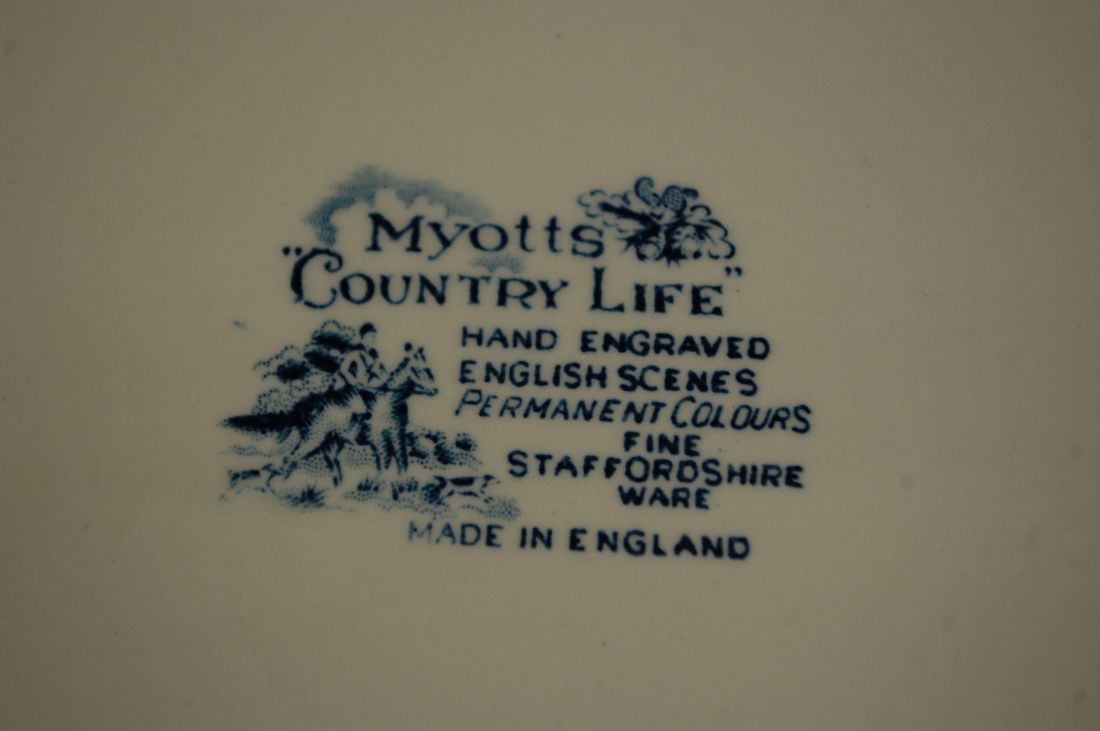 Myotts
"COUNTRY LIFE"
HAND ENGRAVED
ENGLISH SCENES
PERMANENT COLOURS
FINE
STAFFORDSHIRE
WARE
MADE IN ENGLAND